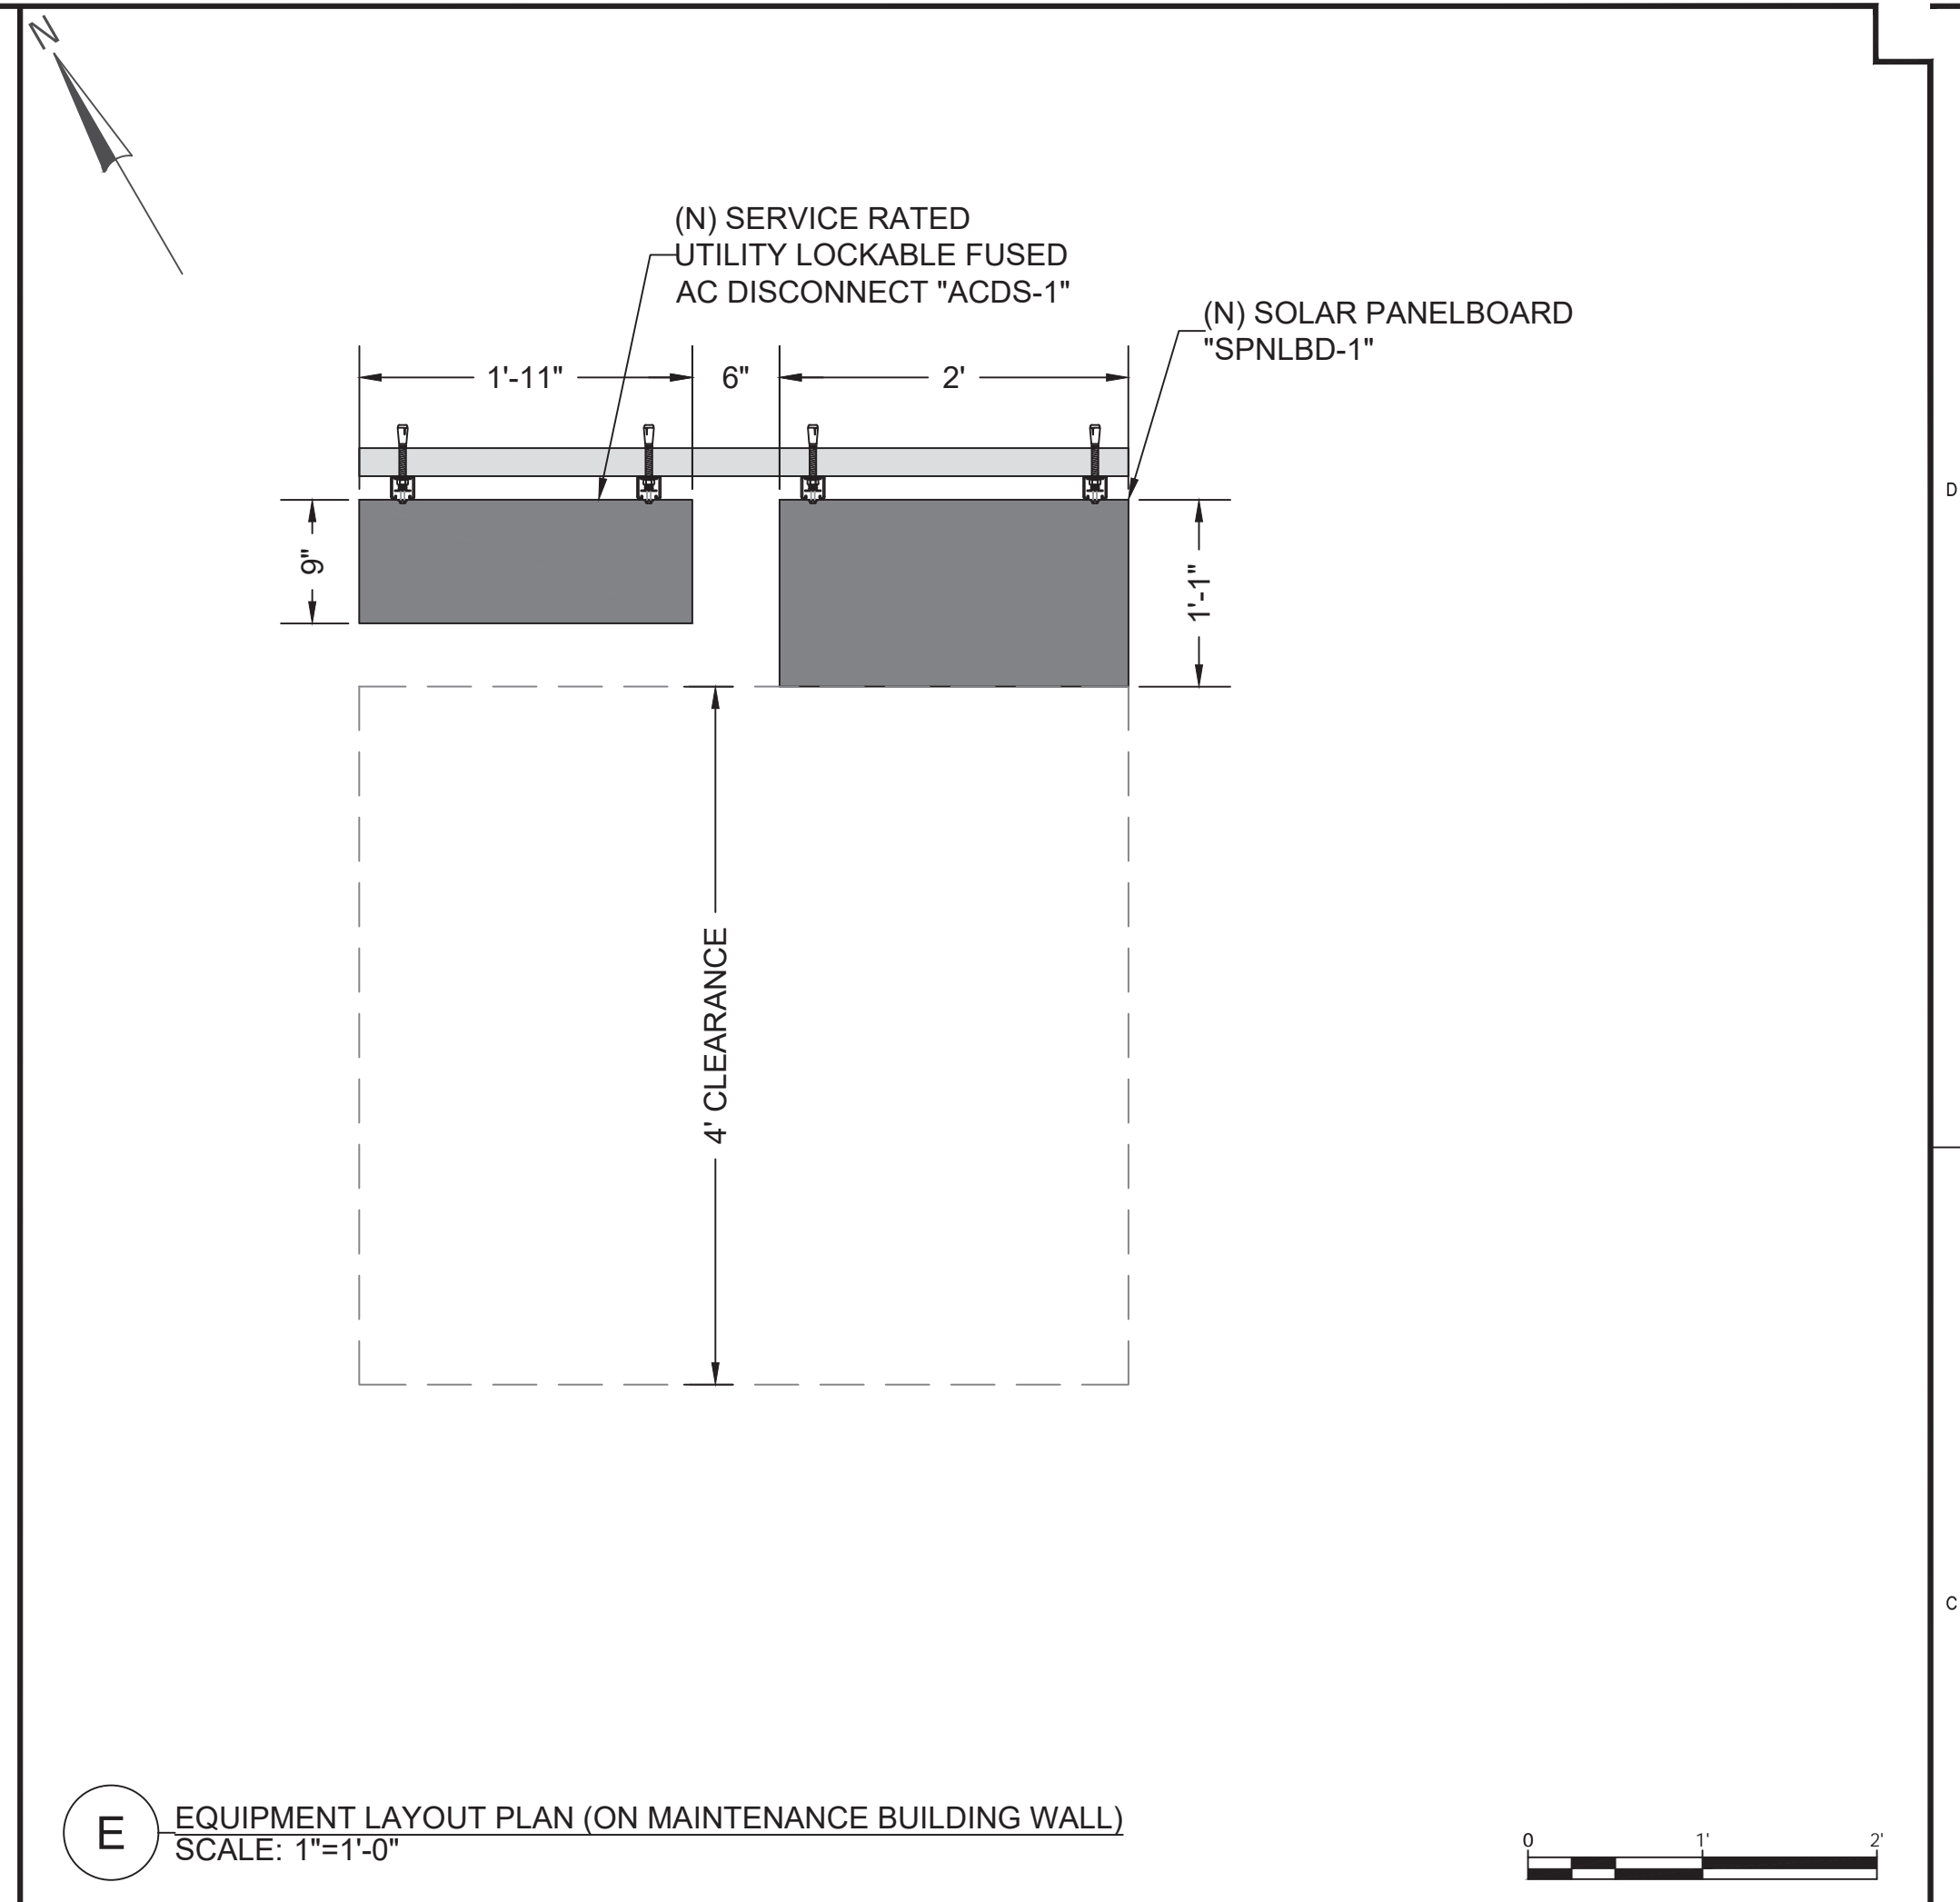 N
(N) SERVICE RATED
UTILITY LOCKABLE FUSED
AC DISCONNECT "ACDS-1"
(N) SOLAR PANELBOARD
"SPNLBD-1"
1'-11"
6"
2'
D
9"
1'-1"
4' CLEARANCE
C
E
EQUIPMENT LAYOUT PLAN (ON MAINTENANCE BUILDING WALL)
SCALE: 1"=1'-0"
0
1'
2'